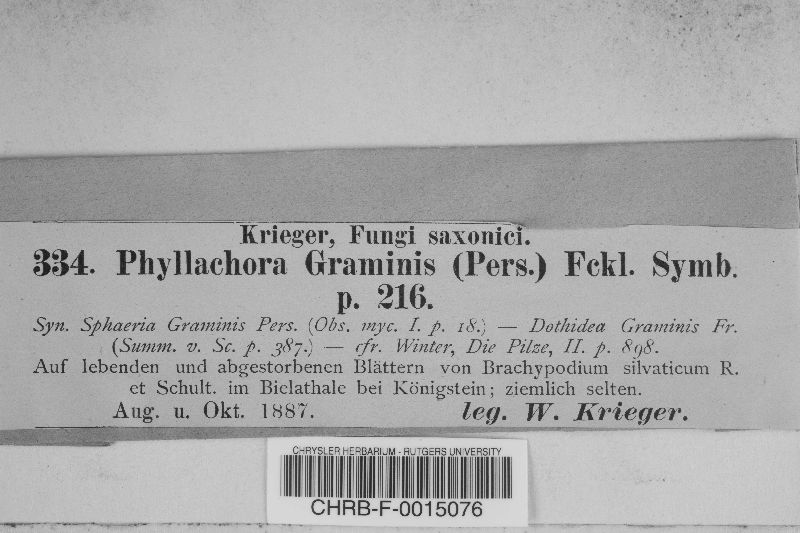 Krieger, Fungi saxonici.
334. Phyllachora Graminis (Pers.) Fckl. Symb.
p. 216.
Syn. Sphaeria Graminis Pers. (Obs. myc. I. p. 18.) — Dothidea Graminis Fr.
(Summ. v. Sc. p. 387.) — cfr. Winter, Die Pilze, II. p. 898.
Auf lebenden und abgestorbenen Blättern von Brachypodium silvaticum R.
et Schult. im Bielathale bei Königstein; ziemlich selten.
Aug. u. Okt. 1887. leg. W. Krieger.
CHRYSLER HERBARIUM - RUTGERS UNIVERSITY
CHRB-F-0015076